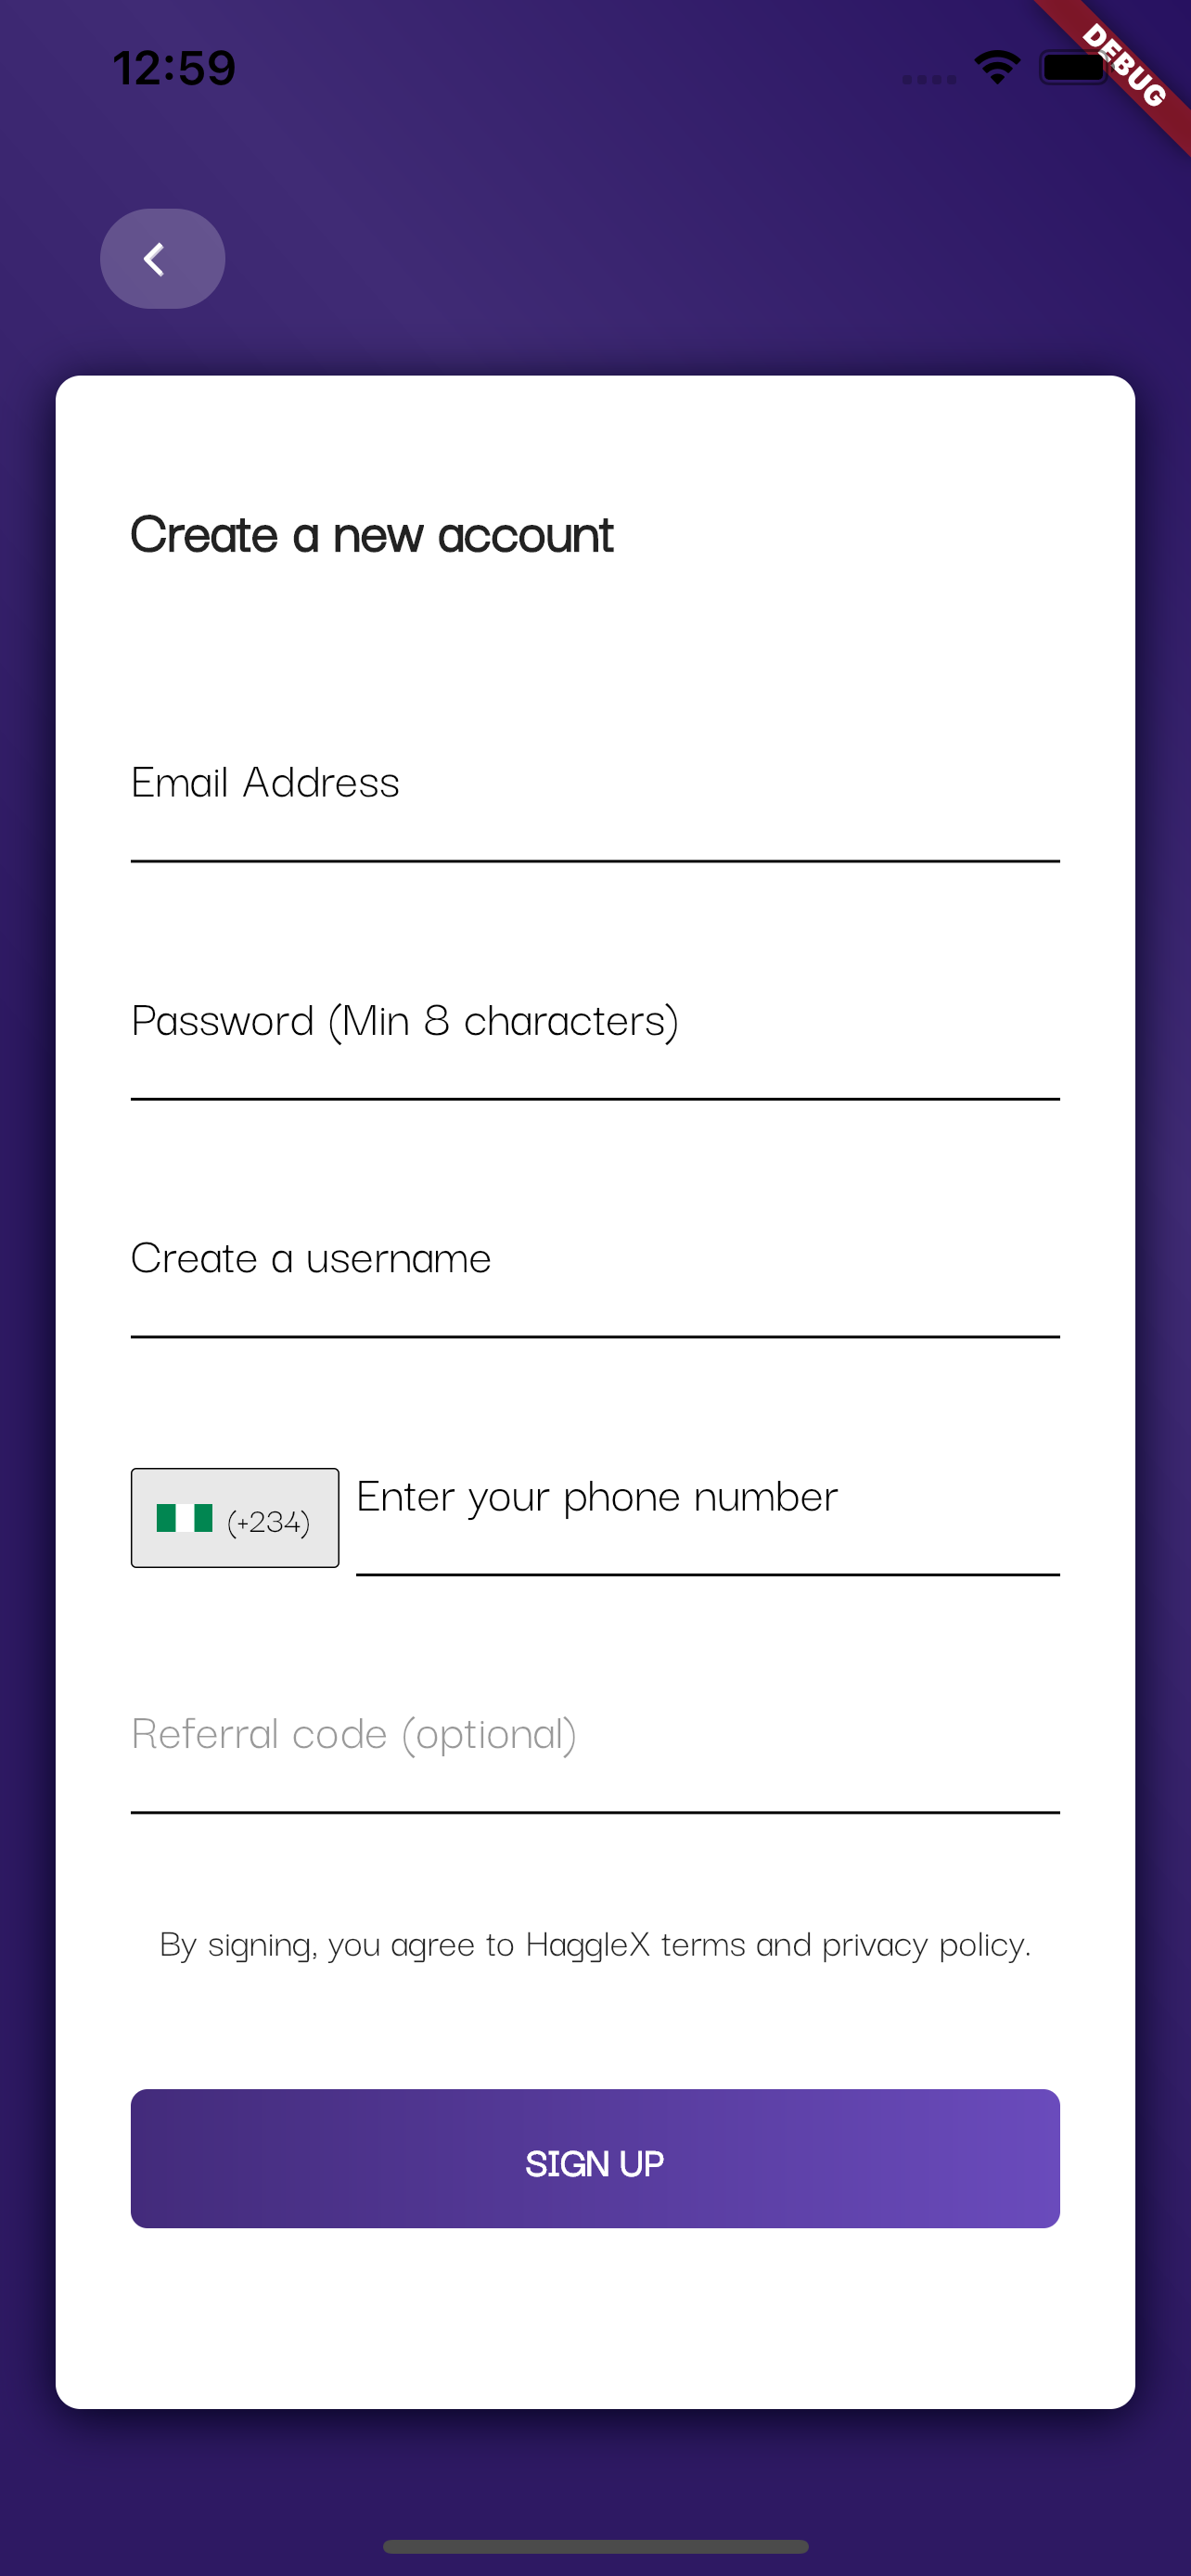 12:59
DEBUG
Create a new account
Email Address
Password (Min 8 characters)
Create a username
(+234) Enter your phone number
Referral code (optional)
By signing, you agree to HaggleX terms and privacy policy.
SIGN UP